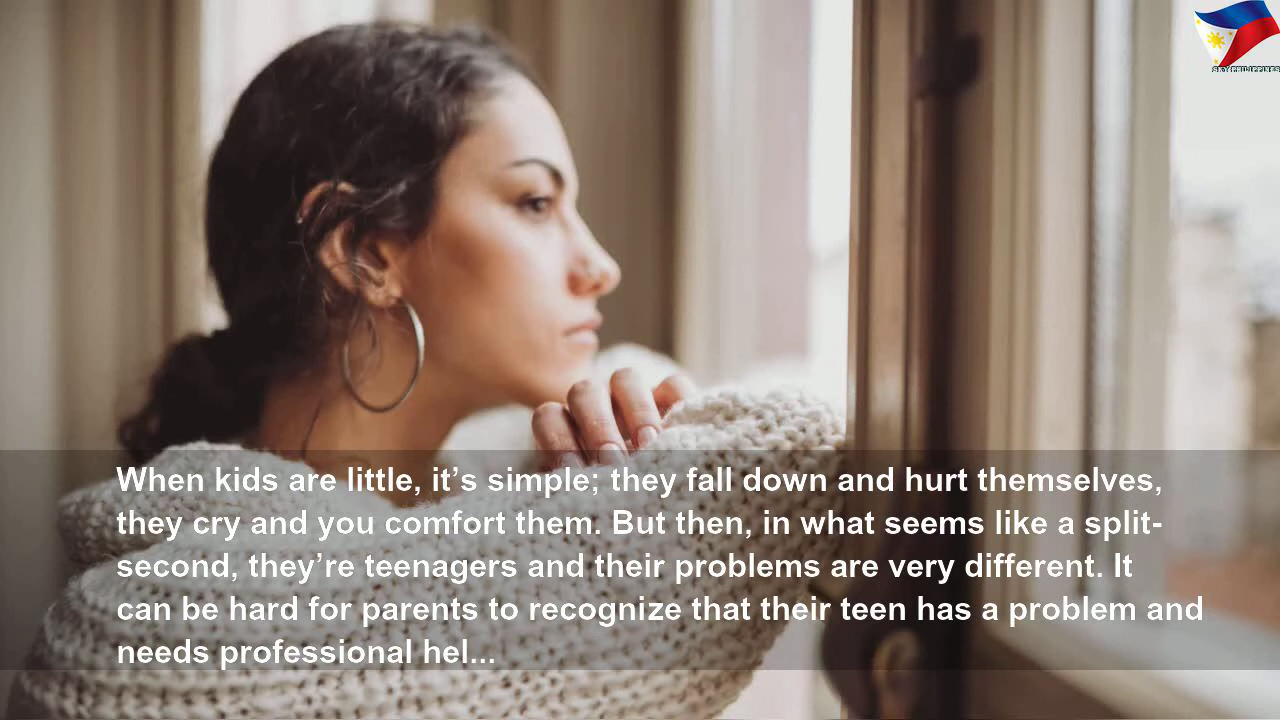 SKYPHILIPPINES
When kids are little, it’s simple; they fall down and hurt themselves,
they cry and you comfort them. But then, in what seems like a split-
second, they’re teenagers and their problems are very different. It
can be hard for parents to recognize that their teen has a problem and
needs professional hel...